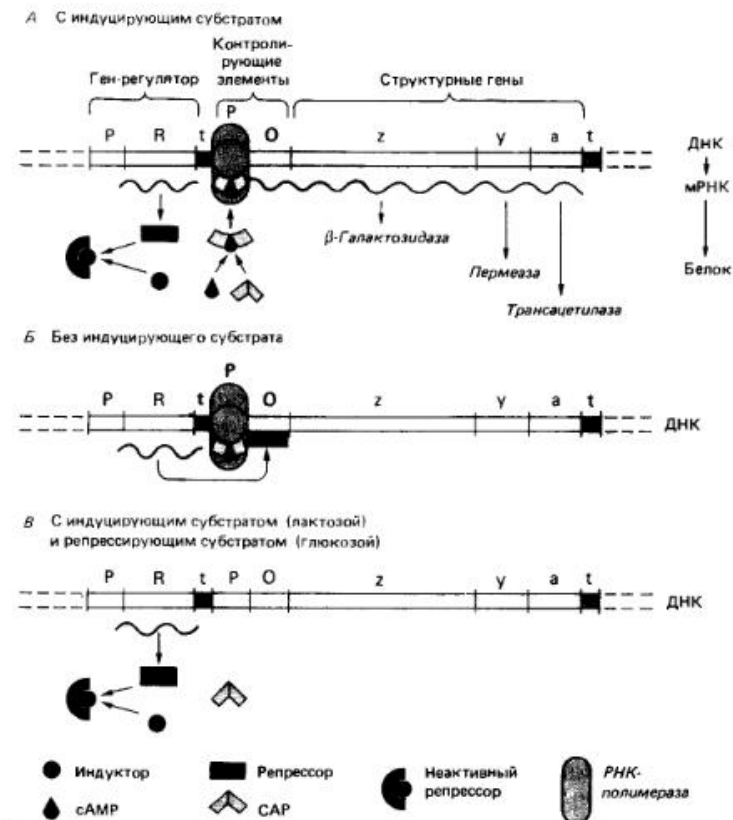 А С индуцирующим субстратом
Контроли-
рующие
элементы
Ген-регулятор
Структурные гены
P R t P O z y a t
ДНК
мРНК
β-Галактозидаза
Пермеаза
Белок
Трансацетилаза
Б Без индуцирующего субстрата
P
P R t O z y a t
ДНК
В С индуцирующим субстратом (лактозой)
и репрессирующим субстратом (глюкозой)
P R t P O z y a t
ДНК
Индуктор
Репрессор
Неактивный
репрессор
РНК-
полимераза
cAMP
CAP